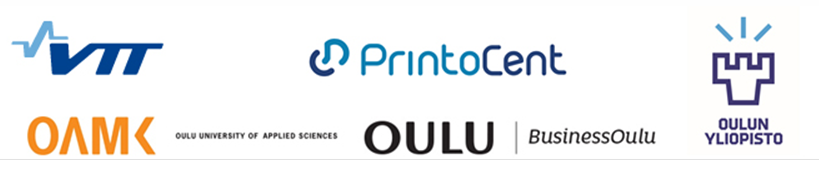 VTT
PrintoCent
OULUN
YLIOPISTO
OAMK
OULU UNIVERSITY OF APPLIED SCIENCES
OULU | BusinessOulu